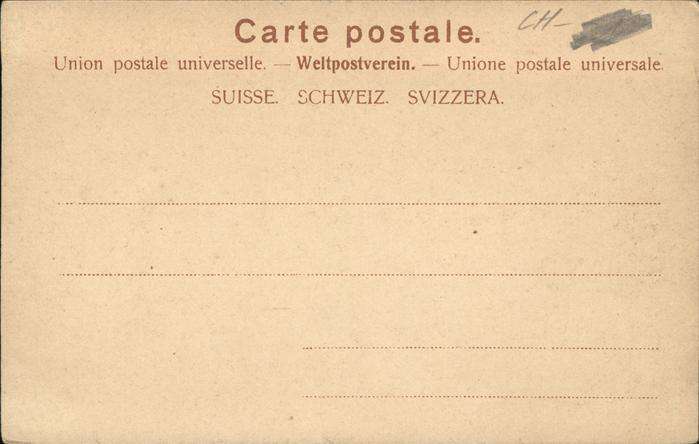 Carte postale.
CH-
Union postale universelle. — Weltpostverein. — Unione postale universale.
SUISSE. SCHWEIZ. SVIZZERA.